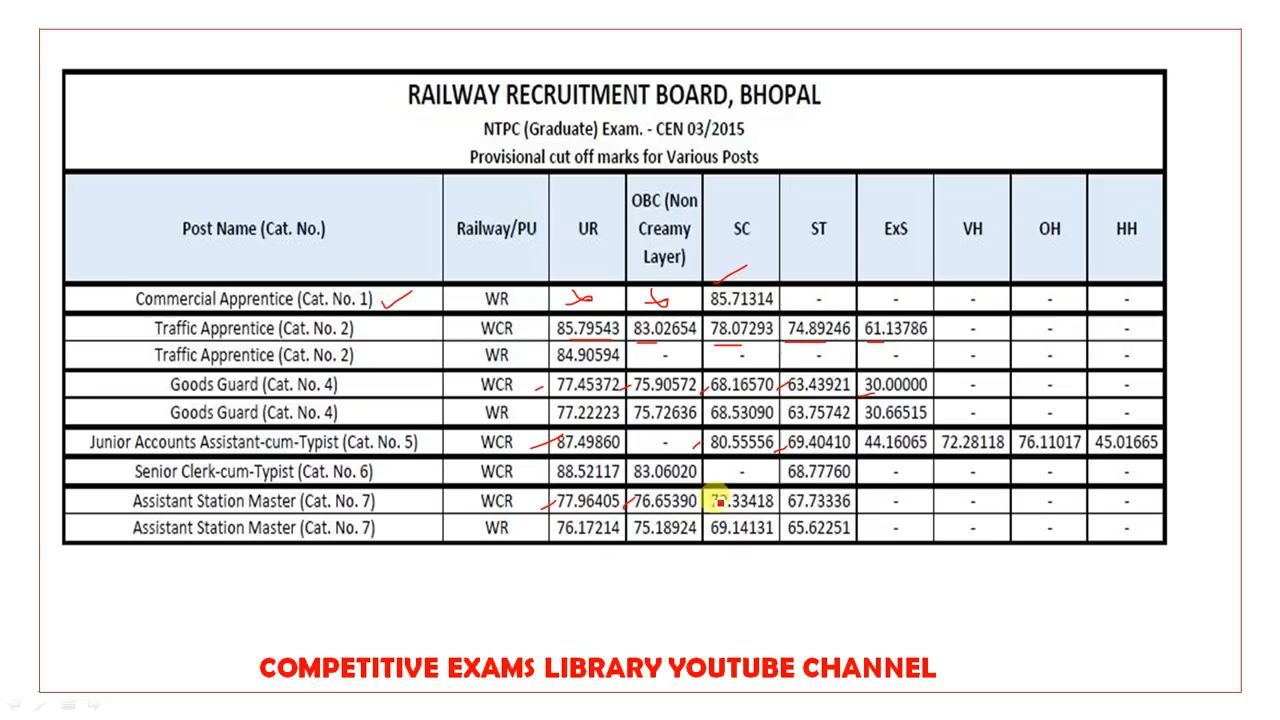 RAILWAY RECRUITMENT BOARD, BHOPAL
NTPC (Graduate) Exam. - CEN 03/2015
Provisional cut off marks for Various Posts
Post Name (Cat. No.) Railway/PU UR OBC (Non Creamy Layer) SC ST ExS VH OH HH
Commercial Apprentice (Cat. No. 1) WR 85.71314 - - - - -
Traffic Apprentice (Cat. No. 2) WCR 85.79543 83.02654 78.07293 74.89246 61.13786 - - -
Traffic Apprentice (Cat. No. 2) WR 84.90594 - - - - - - -
Goods Guard (Cat. No. 4) WCR 77.45372 75.90572 68.16570 63.43921 30.00000 - - -
Goods Guard (Cat. No. 4) WR 77.22223 75.72636 68.53090 63.75742 30.66515 - - -
Junior Accounts Assistant-cum-Typist (Cat. No. 5) WCR 87.49860 - 80.55556 69.40410 44.16065 72.28118 76.11017 45.01665
Senior Clerk-cum-Typist (Cat. No. 6) WCR 88.52117 83.06020 - 68.77760 - - - -
Assistant Station Master (Cat. No. 7) WCR 77.96405 76.65390 67.73336 - - - -
Assistant Station Master (Cat. No. 7) WR 76.17214 75.18924 69.14131 65.62251 - - - -
COMPETITIVE EXAMS LIBRARY YOUTUBE CHANNEL